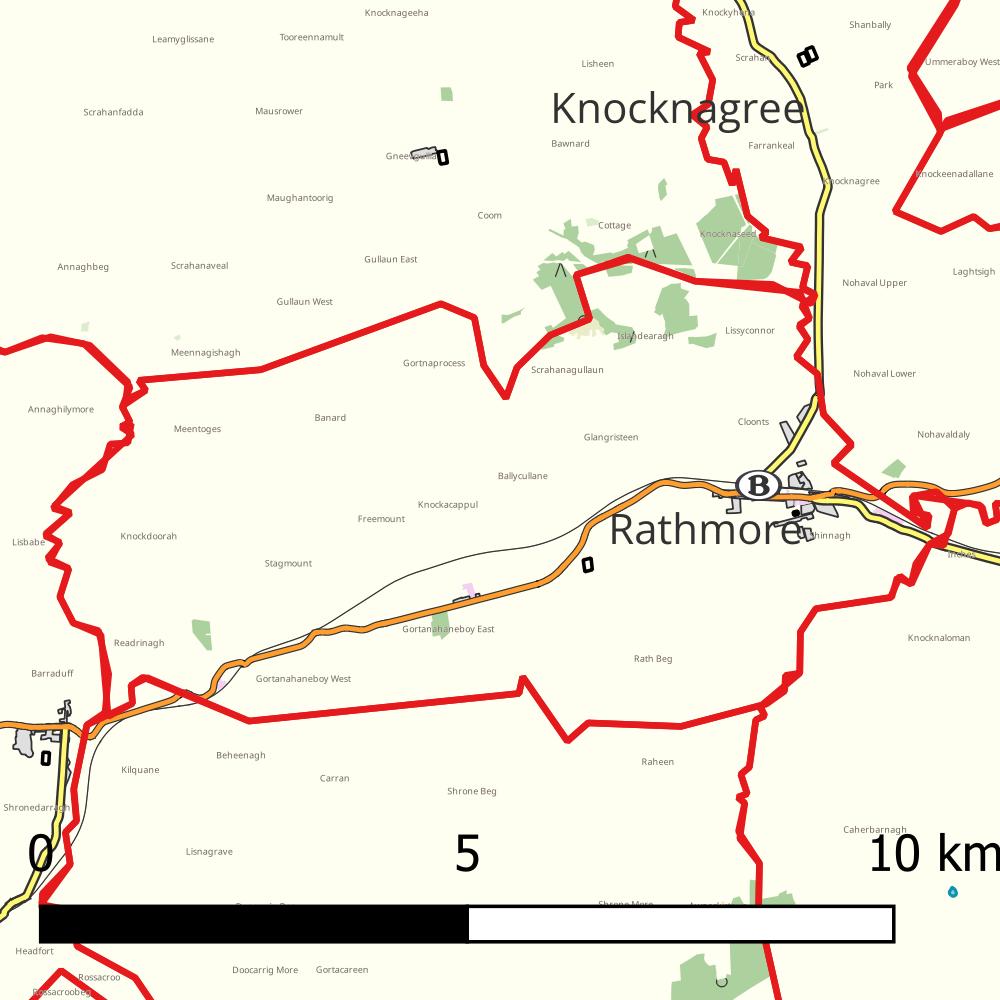 Knocknageeha
Knockyhena
Shanbally
Leamyglissane
Tooreennamult
Scrahan
Lisheen
Ummeraboy West
Park
Knocknagree
Scrahanfadda
Mausrower
Bawnard
Farrankeal
Gneevgullia
Knockeenadallane
Knocknagree
Maughantoorig
Coom
Cottage
Knocknaseed
Annaghbeg
Scrahanaveal
Gullaun East
Laghtsigh
Nohaval Upper
Gullaun West
Islandearagh
Lissyconnor
Meennagishagh
Gortnaprocess
Scrahanagullaun
Nohaval Lower
Annaghilymore
Banard
Meentoges
Cloonts
Glangristeen
Nohavaldaly
Ballycullane
B
Knockacappul
Freemount
Rathmore
Knockdoorah
Shinnagh
Lisbabe
Inches
Stagmount
Gortanahaneboy East
Readrinagh
Knocknaloman
Rath Beg
Barraduff
Gortanahaneboy West
Beheenagh
Raheen
Kilquane
Carran
Shrone Beg
Shronedarragh
Caherbarnagh
0
5
10 km
Lisnagrave
Shrone More
Headfort
Doocarrig More
Gortacareen
Rossacroo
Rossacroobeg